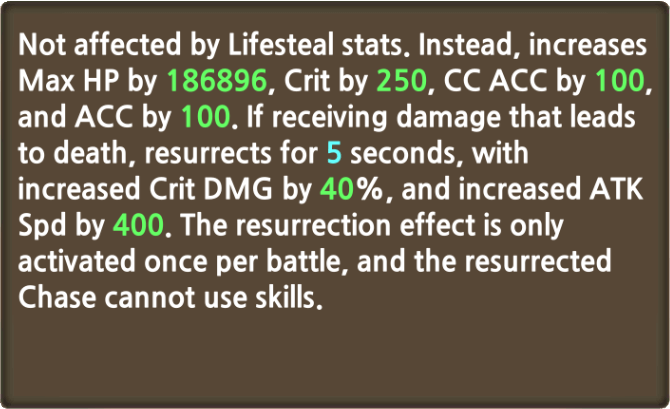 Not affected by Lifesteal stats. Instead, increases
Max HP by 186896, Crit by 250, CC ACC by 100,
and ACC by 100. If receiving damage that leads
to death, resurrects for 5 seconds, with
increased Crit DMG by 40%, and increased ATK
Spd by 400. The resurrection effect is only
activated once per battle, and the resurrected
Chase cannot use skills.